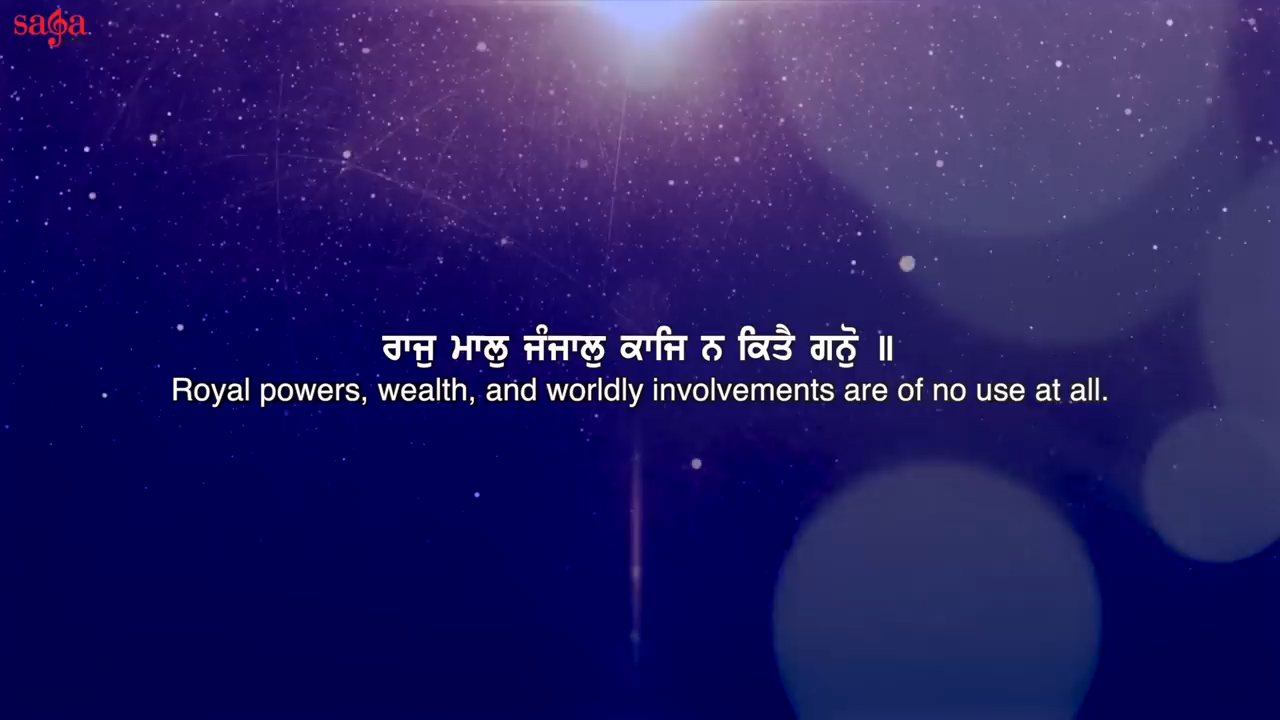 saga
ਰਾਜੁ ਮਾਲੁ ਜੰਜਾਲੁ ਕਾਜਿ ਨ ਕਿਤੈ ਗਨੋੁ ॥
Royal powers, wealth, and worldly involvements are of no use at all.